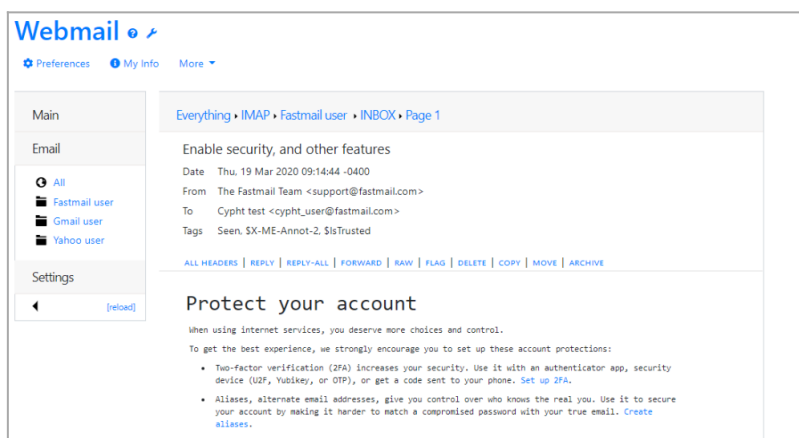 Webmail
Preferences My Info More
Main
Email
All
Fastmail user
Gmail user
Yahoo user
Settings
[reload]
Everything IMAP Fastmail user INBOX Page 1
Enable security, and other features
Date Thu, 19 Mar 2020 09:14:44 -0400
From The Fastmail Team <support@fastmail.com>
To Cypht test <cypht_user@fastmail.com>
Tags Seen, $X-ME-Annot-2, $IsTrusted
ALL HEADERS | REPLY | REPLY-ALL | FORWARD | RAW | FLAG | DELETE | COPY | MOVE | ARCHIVE
Protect your account
When using internet services, you deserve more choices and control.
To get the best experience, we strongly encourage you to set up these account protections:
• Two-factor verification (2FA) increases your security. Use it with an authenticator app, security
device (U2F, Yubikey, or OTP), or get a code sent to your phone. Set up 2FA.
• Aliases, alternate email addresses, give you control over who knows the real you. Use it to secure
your account by making it harder to match a compromised password with your true email. Create
aliases.